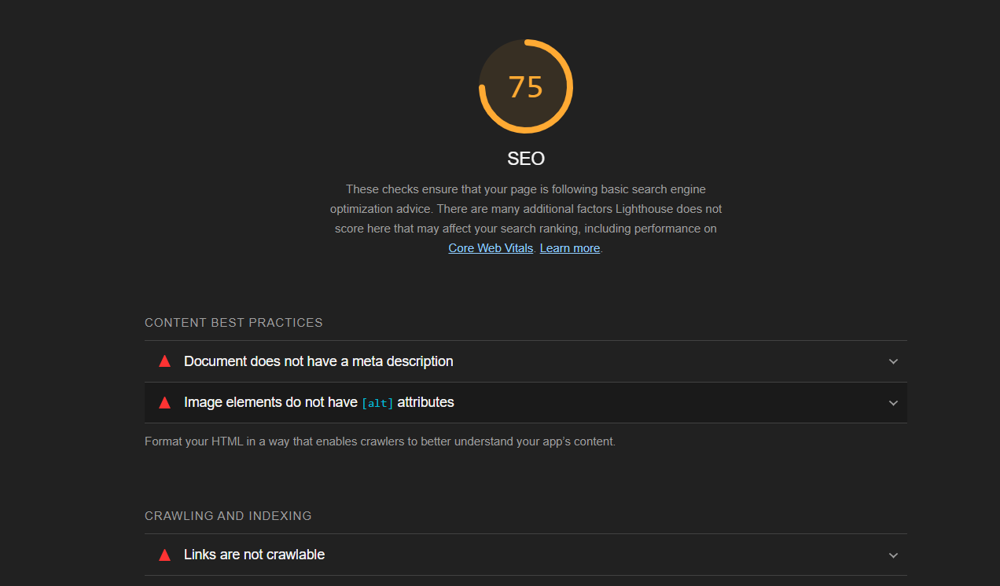 75
SEO
These checks ensure that your page is following basic search engine
optimization advice. There are many additional factors Lighthouse does not
score here that may affect your search ranking, including performance on
Core Web Vitals. Learn more.
CONTENT BEST PRACTICES
Document does not have a meta description
Image elements do not have [alt] attributes
Format your HTML in a way that enables crawlers to better understand your app’s content.
CRAWLING AND INDEXING
Links are not crawlable